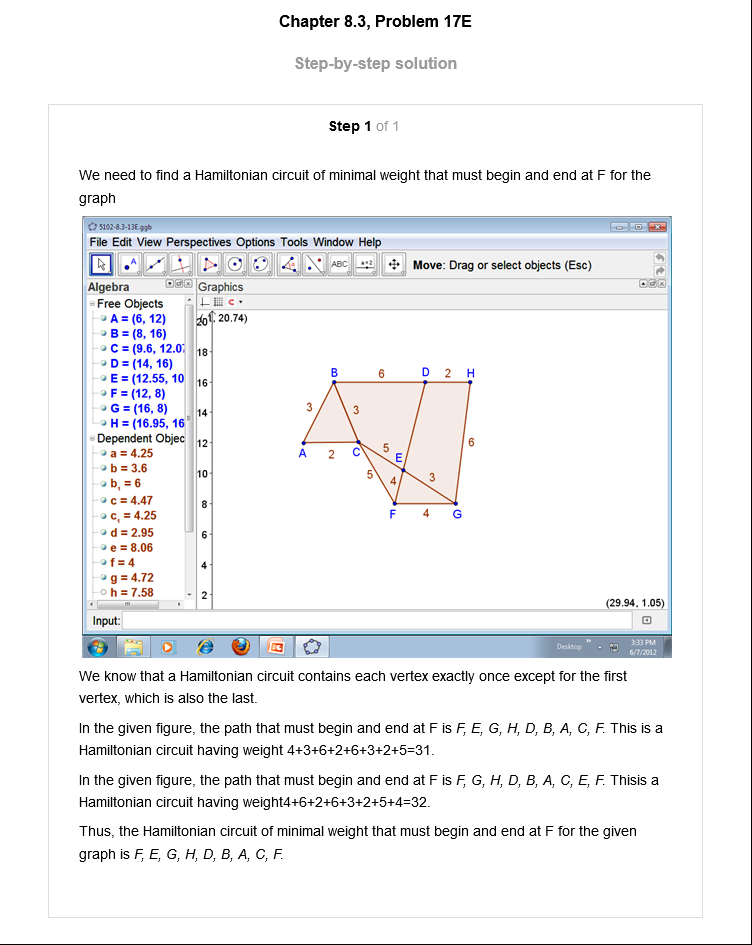 Chapter 8.3, Problem 17E
Step-by-step solution
Step 1 of 1
We need to find a Hamiltonian circuit of minimal weight that must begin and end at F for the
graph
5102-8.3-13E.ggb
File Edit View Perspectives Options Tools Window Help
A ABC a=2 Move: Drag or select objects (Esc)
Algebra
Graphics
Free Objects
A = (6, 12)
B = (8, 16)
C = (9.6, 12.07
D = (14, 16)
E = (12.55, 10
F = (12, 8)
G = (16, 8)
H = (16.95, 16
Dependent Objec
a = 4.25
b = 3.6
b₁ = 6
c = 4.47
c₁ = 4.25
d = 2.95
e = 8.06
f = 4
g = 4.72
h = 7.58
20.74)
20
18
16
14
12
10
8
6
4
2
B 6 D 2 H
3 3
A 2 C 5 E 6
5 4 3
F 4 G
(29.94, 1.05)
Input:
Desktop
3:33 PM
6/7/2012
We know that a Hamiltonian circuit contains each vertex exactly once except for the first
vertex, which is also the last.
In the given figure, the path that must begin and end at F is F, E, G, H, D, B, A, C, F. This is a
Hamiltonian circuit having weight 4+3+6+2+6+3+2+5=31.
In the given figure, the path that must begin and end at F is F, G, H, D, B, A, C, E, F. Thisis a
Hamiltonian circuit having weight4+6+2+6+3+2+5+4=32.
Thus, the Hamiltonian circuit of minimal weight that must begin and end at F for the given
graph is F, E, G, H, D, B, A, C, F.